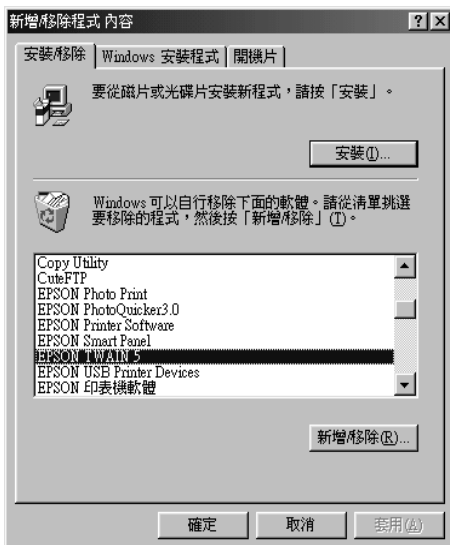 新增/移除程式 內容
安裝/移除
Windows 安裝程式
開機片
要從磁片或光碟片安裝新程式，請按「安裝」。
安裝(I)...
Windows 可以自行移除下面的軟體。請從清單挑選
要移除的程式，然後按「新增/移除」(T)。
Copy Utility
CuteFTP
EPSON Photo Print
EPSON PhotoQuicker3.0
EPSON Printer Software
EPSON Smart Panel
EPSON TWAIN 5
EPSON USB Printer Devices
EPSON 印表機軟體
新增/移除(R)...
確定
取消
套用(A)